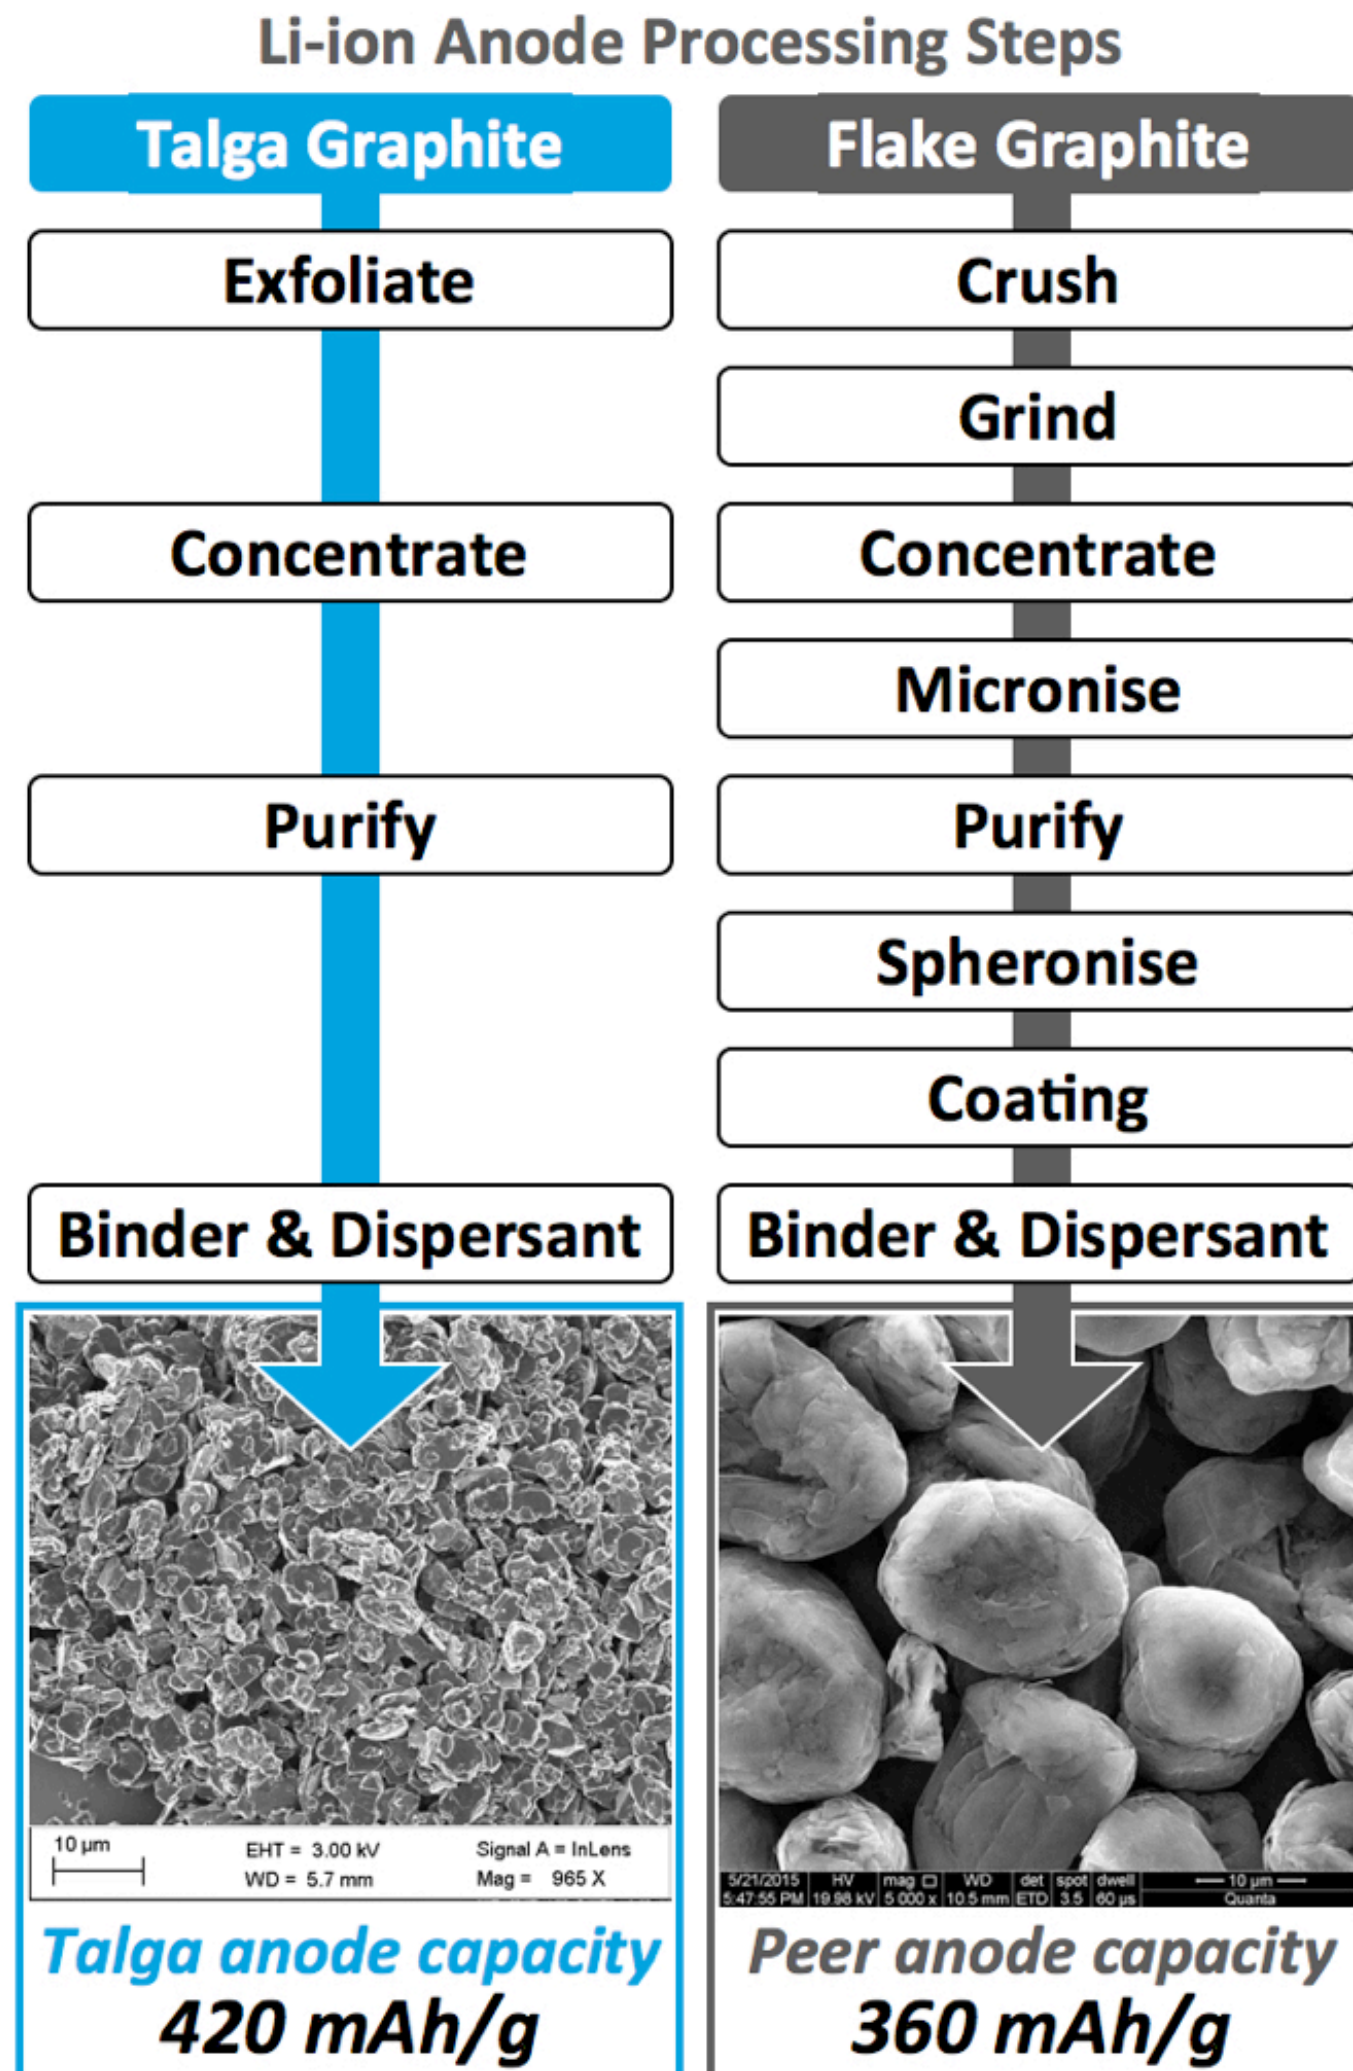 Li-ion Anode Processing Steps
Talga Graphite
Exfoliate
Concentrate
Purify
Binder & Dispersant
10 µm
EHT = 3.00 kV
Signal A = InLens
WD = 5.7 mm
Mag = 965 X
Talga anode capacity
420 mAh/g
Flake Graphite
Crush
Grind
Concentrate
Micronise
Purify
Spheronise
Coating
Binder & Dispersant
5/21/2015 HV mag WD det spot dwell 10 µm
5:47:55 PM 19.98 kV 5 000 x 10.5 mm ETD 3.5 60 µs Quanta
Peer anode capacity
360 mAh/g